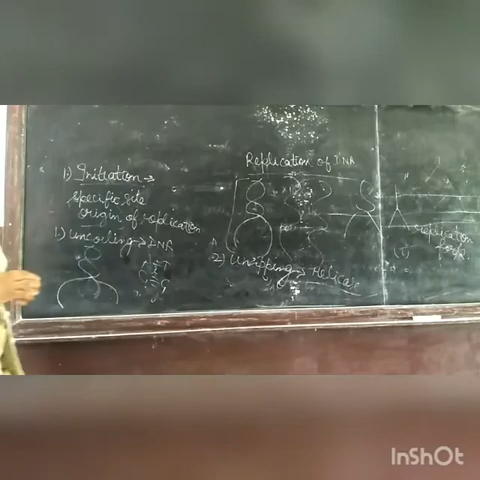 Replication of DNA
1) Initiation →
Specific site
Origin of replication
1) Uncoiling → DNA
A = T
2) Unzipping → Helicase
replication
fork
(T)
InShOt